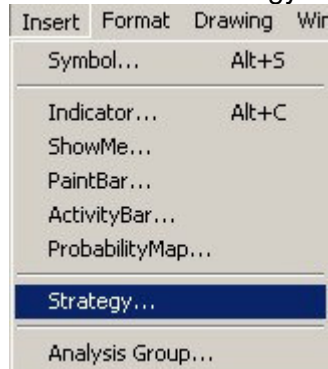 Insert Format Drawing
Symbol... Alt+S
Indicator... Alt+C
ShowMe...
PaintBar...
ActivityBar...
ProbabilityMap...
Strategy...
Analysis Group...